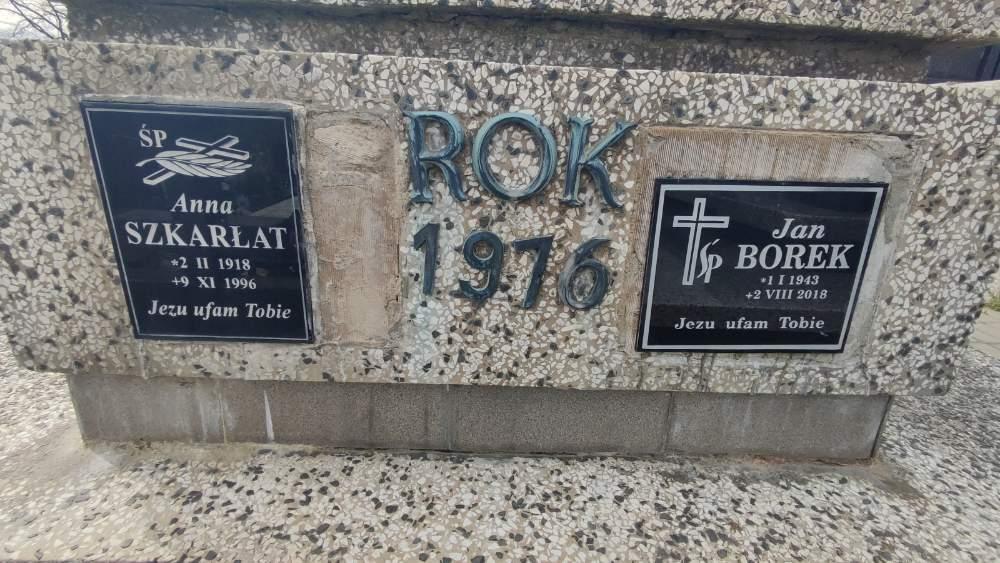 ŚP
Anna
SZKARŁAT
*2 II 1918
+9 XI 1996
Jezu ufam Tobie
ROK
1976
ŚP
Jan
BOREK
*1 I 1943
+2 VIII 2018
Jezu ufam Tobie